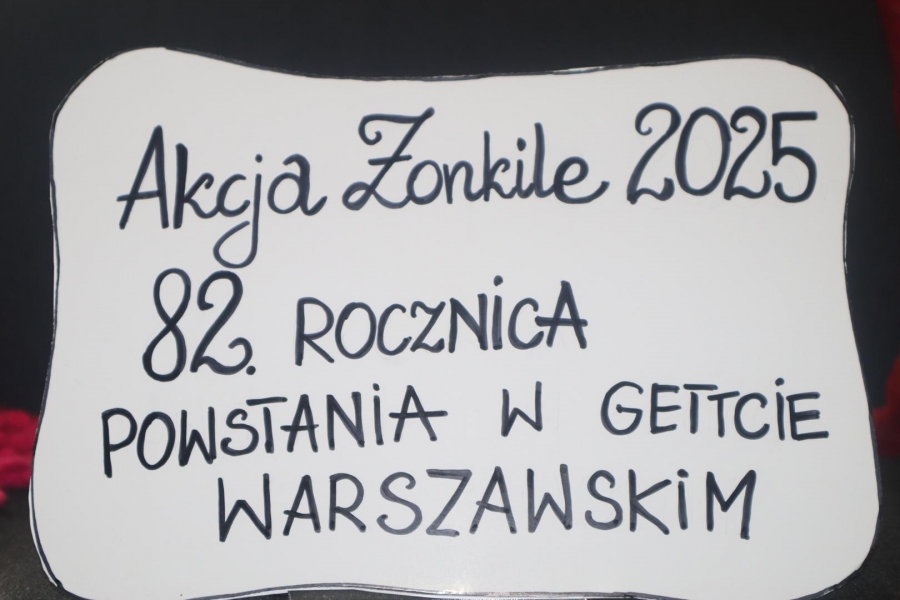 Akcja Żonkile 2025
82. ROCZNICA
POWSTANIA W GETTCIE
WARSZAWSKIM